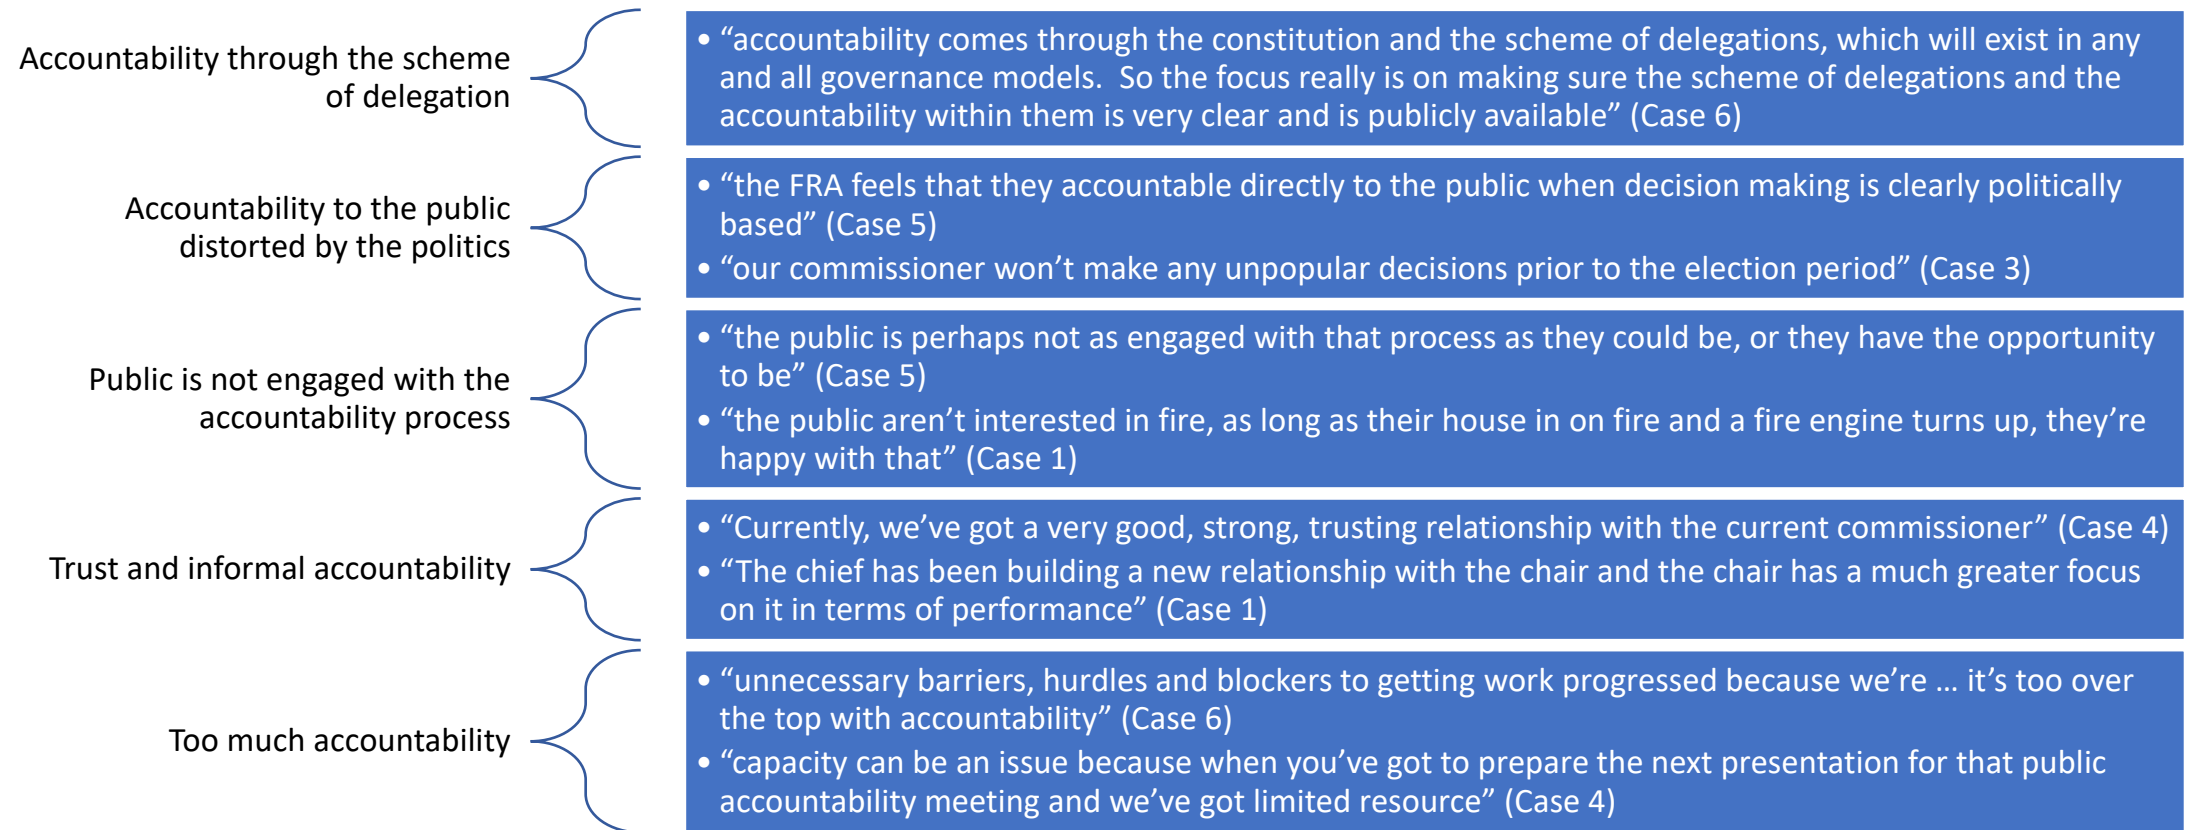 Accountability through the scheme
of delegation
• “accountability comes through the constitution and the scheme of delegations, which will exist in any
and all governance models.  So the focus really is on making sure the scheme of delegations and the
accountability within them is very clear and is publicly available” (Case 6)
Accountability to the public
distorted by the politics
• “the FRA feels that they accountable directly to the public when decision making is clearly politically
based” (Case 5)
• “our commissioner won’t make any unpopular decisions prior to the election period” (Case 3)
Public is not engaged with the
accountability process
• “the public is perhaps not as engaged with that process as they could be, or they have the opportunity
to be” (Case 5)
• “the public aren’t interested in fire, as long as their house in on fire and a fire engine turns up, they’re
happy with that” (Case 1)
Trust and informal accountability
• “Currently, we’ve got a very good, strong, trusting relationship with the current commissioner” (Case 4)
• “The chief has been building a new relationship with the chair and the chair has a much greater focus
on it in terms of performance” (Case 1)
Too much accountability
• “unnecessary barriers, hurdles and blockers to getting work progressed because we’re … it’s too over
the top with accountability” (Case 6)
• “capacity can be an issue because when you’ve got to prepare the next presentation for that public
accountability meeting and we’ve got limited resource” (Case 4)